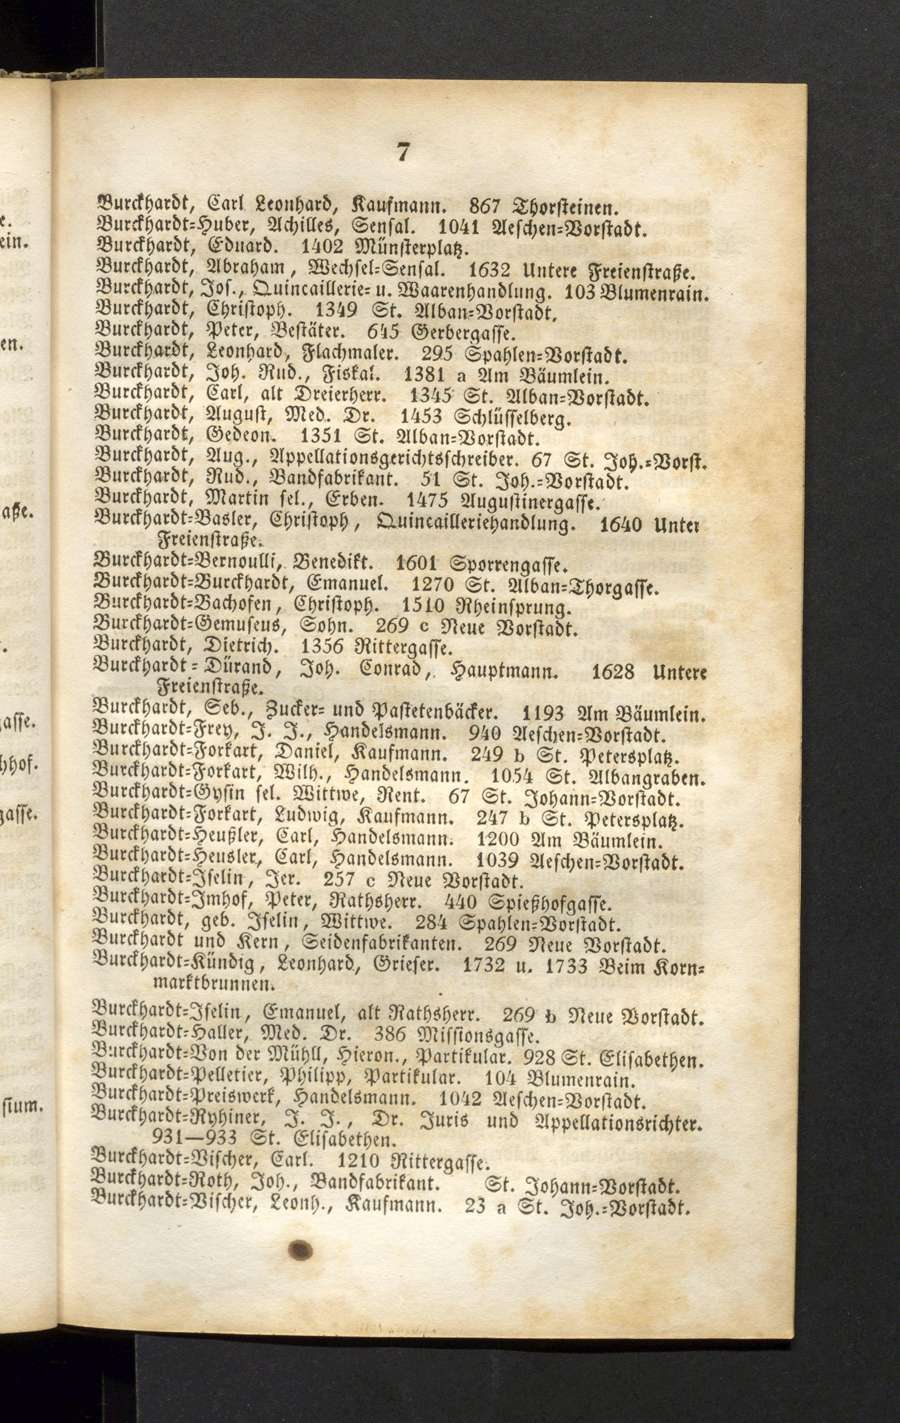 7
Burckhardt, Carl Leonhard, Kaufmann. 867 Thorsteinen.
Burckhardt-Huber, Achilles, Sensal. 1041 Aeschen-Vorstadt.
Burckhardt, Eduard. 1402 Münsterplatz.
Burckhardt, Abraham, Wechsel-Sensal. 1632 Untere Freienstraße.
Burckhardt, Jos., Quincaillerie- u. Waarenhandlung. 103 Blumenrain.
Burckhardt, Christoph. 1349 St. Alban-Vorstadt.
Burckhardt, Peter, Bestäter. 645 Gerbergasse.
Burckhardt, Leonhard, Flachmaler. 295 Spahlen-Vorstadt.
Burckhardt, Joh. Rud., Fiskal. 1381 a Am Bäumlein.
Burckhardt, Carl, alt Dreierherr. 1345 St. Alban-Vorstadt.
Burckhardt, August, Med. Dr. 1453 Schlüsselberg.
Burckhardt, Gedeon. 1351 St. Alban-Vorstadt.
Burckhardt, Aug., Appellationsgerichtsschreiber. 67 St. Joh.-Vorst.
Burckhardt, Rud., Bandfabrikant. 51 St. Joh.-Vorstadt.
Burckhardt, Martin sel., Erben. 1475 Augustinergasse.
Burckhardt-Basler, Christoph, Quincailleriehandlung. 1640 Unter
Freienstraße.
Burckhardt-Bernoulli, Benedikt. 1601 Sporrengasse.
Burckhardt-Burckhardt, Emanuel. 1270 St. Alban-Thorgasse.
Burckhardt-Bachofen, Christoph. 1510 Rheinsprung.
Burckhardt-Gemuseus, Sohn. 269 c Neue Vorstadt.
Burckhardt, Dietrich. 1356 Rittergasse.
Burckhardt-Dürand, Joh. Conrad, Hauptmann. 1628 Untere
Freienstraße.
Burckhardt, Seb., Zucker- und Pastetenbäcker. 1193 Am Bäumlein.
Burckhardt-Frey, J. J., Handelsmann. 940 Aeschen-Vorstadt.
Burckhardt-Forkart, Daniel, Kaufmann. 249 b St. Petersplatz.
Burckhardt-Forkart, Wilh., Handelsmann. 1054 St. Albangraben.
Burckhardt-Gysin sel. Wittwe, Rent. 67 St. Johann-Vorstadt.
Burckhardt-Forkart, Ludwig, Kaufmann. 247 b St. Petersplatz.
Burckhardt-Heußler, Carl, Handelsmann. 1200 Am Bäumlein.
Burckhardt-Heusler, Carl, Handelsmann. 1039 Aeschen-Vorstadt.
Burckhardt-Iselin, Jer. 257 c Neue Vorstadt.
Burckhardt-Imhof, Peter, Rathsherr. 440 Spießhofgasse.
Burckhardt, geb. Iselin, Wittwe. 284 Spahlen-Vorstadt.
Burckhardt und Kern, Seidenfabrikanten. 269 Neue Vorstadt.
Burckhardt-Kündig, Leonhard, Grieser. 1732 u. 1733 Beim Korn-
marktbrunnen.
Burckhardt-Iselin, Emanuel, alt Rathsherr. 269 b Neue Vorstadt.
Burckhardt-Haller, Med. Dr. 386 Missionsgasse.
Burckhardt-Von der Mühll, Hieron., Partikular. 928 St. Elisabethen.
Burckhardt-Pelletier, Philipp, Partikular. 104 Blumenrain.
Burckhardt-Preiswerk, Handelsmann. 1042 Aeschen-Vorstadt.
Burckhardt-Ryhiner, J. J., Dr. Juris und Appellationsrichter.
931—933 St. Elisabethen.
Burckhardt-Vischer, Carl. 1210 Rittergasse.
Burckhardt-Roth, Joh., Bandfabrikant. St. Johann-Vorstadt.
Burckhardt-Vischer, Leonh., Kaufmann. 23 a St. Joh.-Vorstadt.